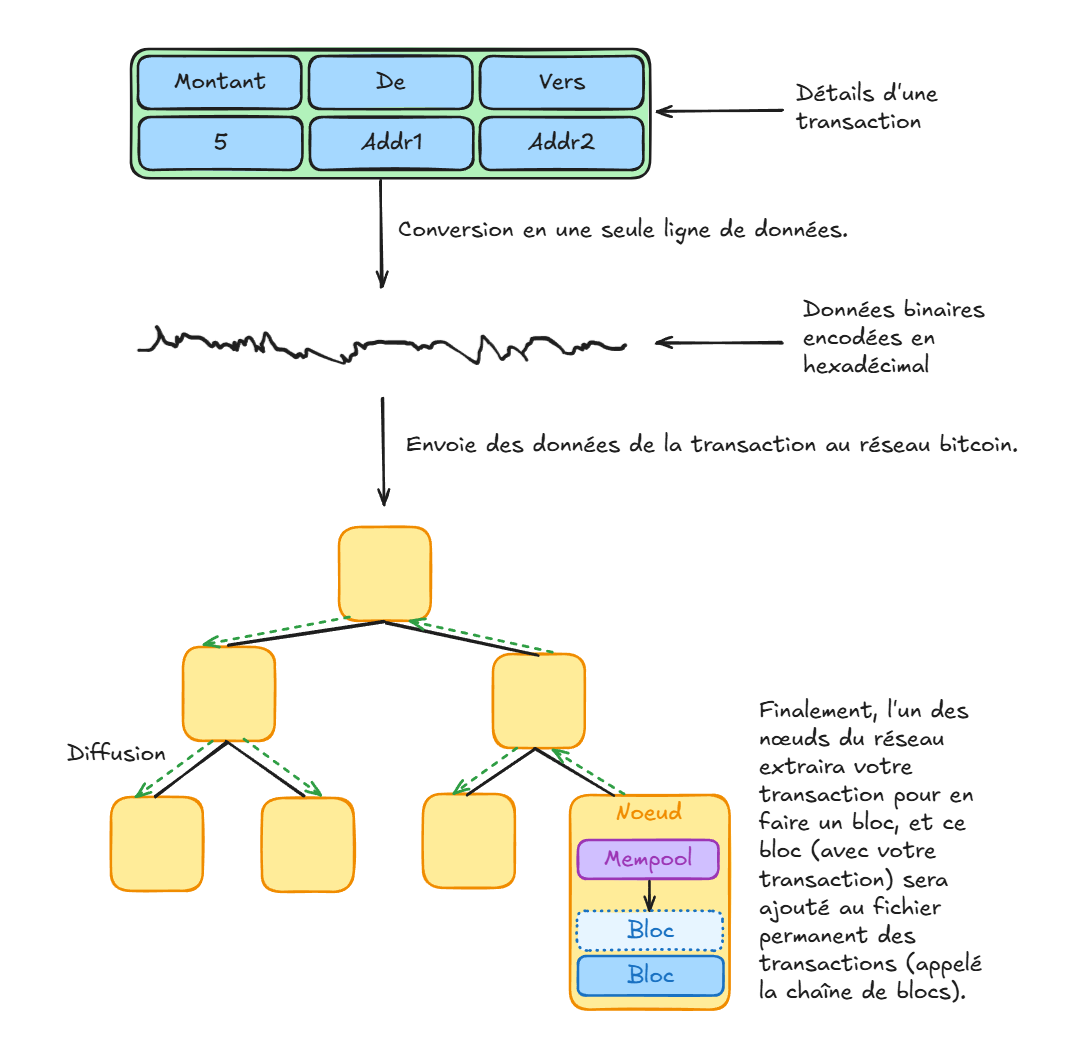 Montant
De
Vers
5
Addr1
Addr2
Détails d'une
transaction
Conversion en une seule ligne de données.
Données binaires
encodées en
hexadécimal
Envoie des données de la transaction au réseau bitcoin.
Diffusion
Noeud
Mempool
Bloc
Bloc
Finalement, l'un des
nœuds du réseau
extraira votre
transaction pour en
faire un bloc, et ce
bloc (avec votre
transaction) sera
ajouté au fichier
permanent des
transactions (appelé
la chaîne de blocs).